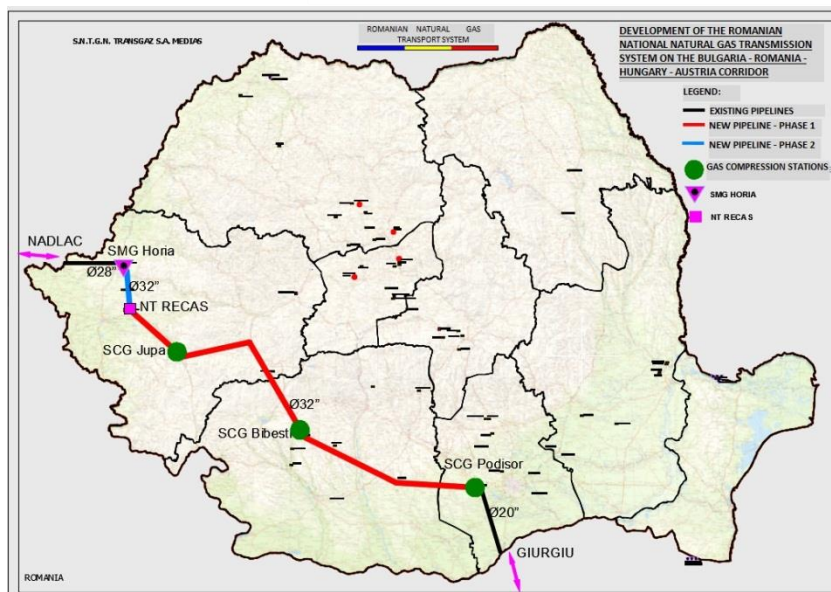 S.N.T.G.N. TRANSGAZ S.A. MEDIAS
ROMANIAN NATURAL GAS
TRANSPORT SYSTEM
DEVELOPMENT OF THE ROMANIAN
NATIONAL NATURAL GAS TRANSMISSION
SYSTEM ON THE BULGARIA - ROMANIA -
HUNGARY - AUSTRIA CORRIDOR
LEGEND:
EXISTING PIPELINES
NEW PIPELINE - PHASE 1
NEW PIPELINE - PHASE 2
GAS COMPRESSION STATIONS
SMG HORIA
NT RECAS
NADLAC
SMG Horia
Ø28"
Ø32"
NT RECAS
SCG Jupa
Ø32"
SCG Bibesti
SCG Podisor
Ø20"
GIURGIU
ROMANIA